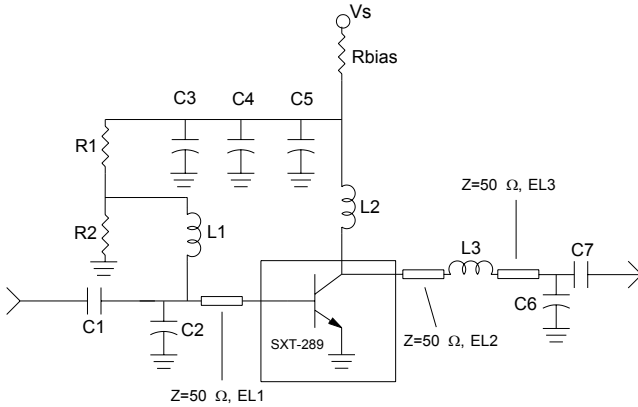 Vs
Rbias
C3 C4 C5
R1
Z=50 Ω, EL3
R2 L1 L2
L3 C7
C1 C2 C6
SXT-289
Z=50 Ω, EL2
Z=50 Ω, EL1